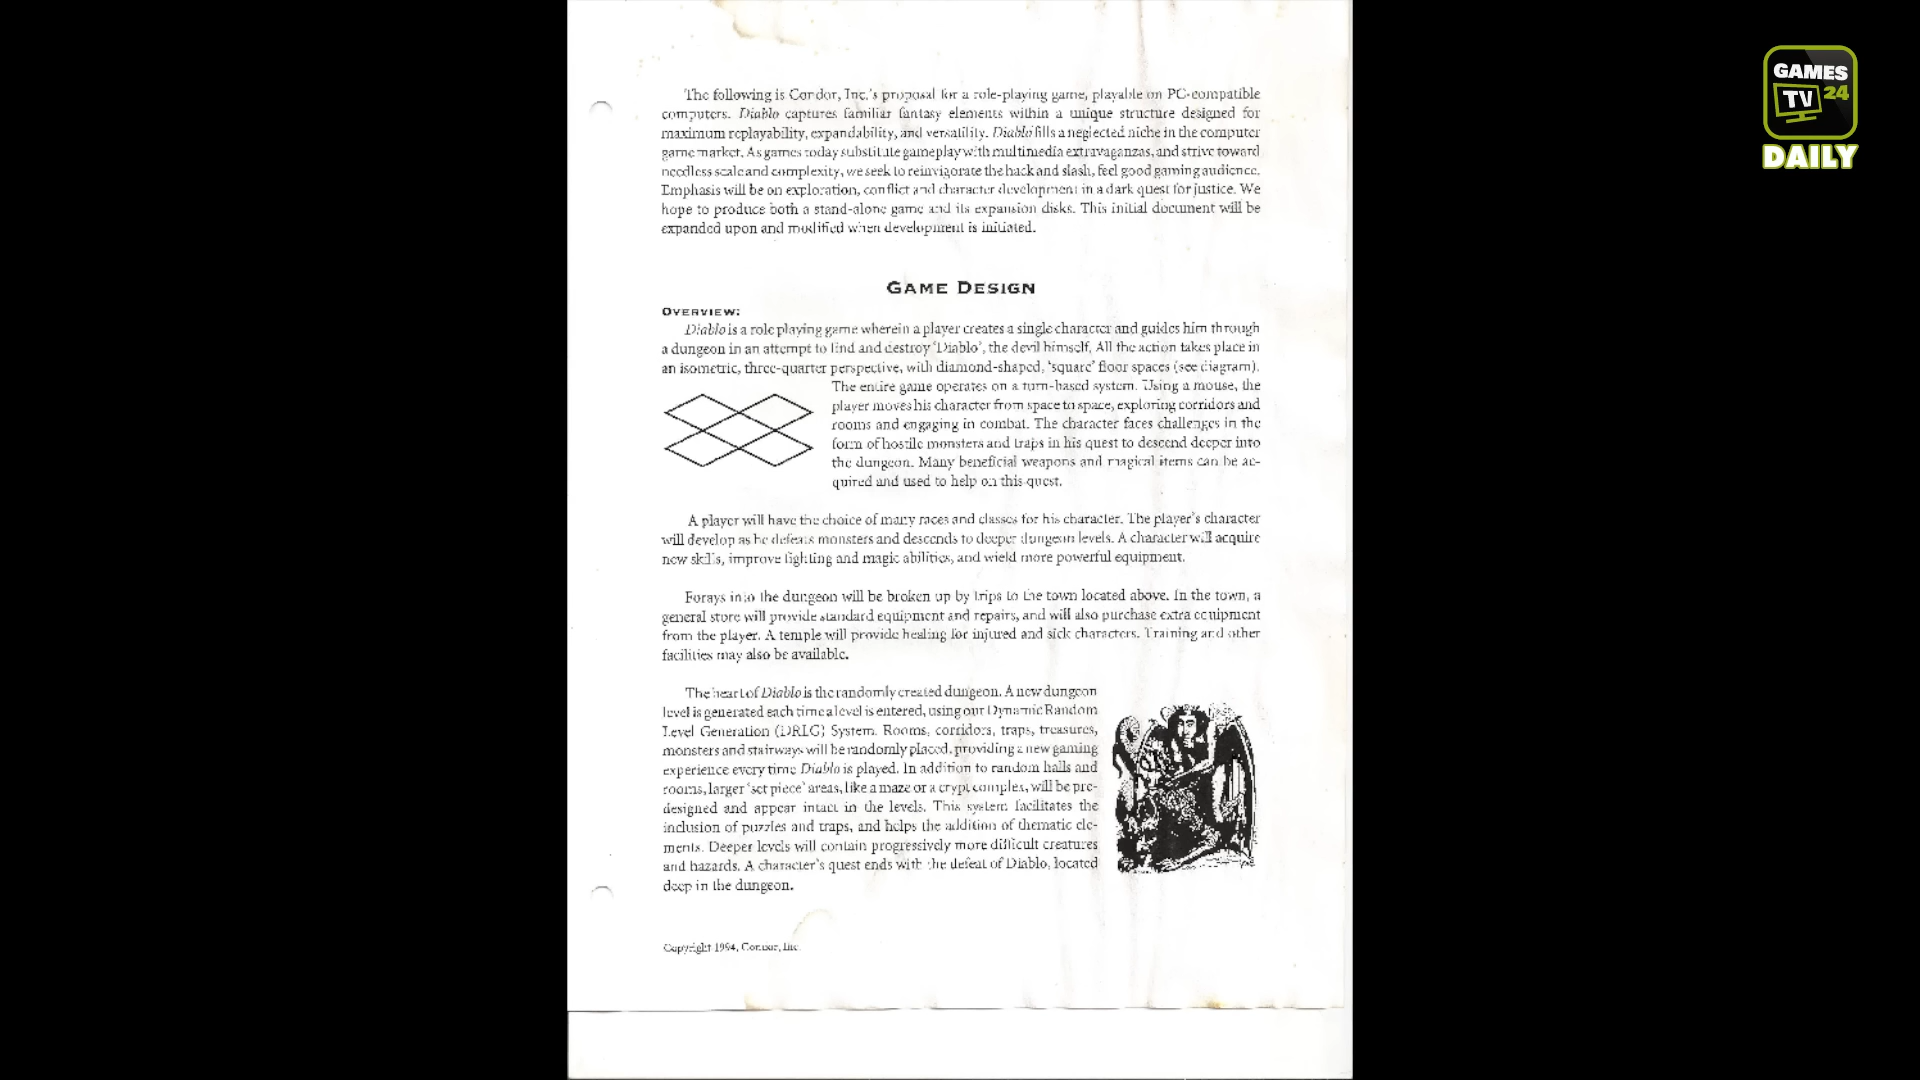 The following is Condor, Inc.'s proposal for a role-playing game, playable on PC-compatible
computers. Diablo captures familiar fantasy elements within a unique structure designed for
maximum replayability, expandability, and versatility. Diablo fills a neglected niche in the computer
game market. As games today substitute gameplay with multimedia extravaganzas, and strive toward
needless scale and complexity, we seek to reinvigorate the hack and slash, feel good gaming audience.
Emphasis will be on exploration, conflict and character development in a dark quest for justice. We
hope to produce both a stand-alone game and its expansion disks. This initial document will be
expanded upon and modified when development is initiated.
GAME DESIGN
OVERVIEW:
Diablo is a role playing game wherein a player creates a single character and guides him through
a dungeon in an attempt to find and destroy 'Diablo', the devil himself. All the action takes place in
an isometric, three-quarter perspective, with diamond-shaped, 'square' floor spaces (see diagram).
The entire game operates on a turn-based system. Using a mouse, the
player moves his character from space to space, exploring corridors and
rooms and engaging in combat. The character faces challenges in the
form of hostile monsters and traps in his quest to descend deeper into
the dungeon. Many beneficial weapons and magical items can be ac-
quired and used to help on this quest.
A player will have the choice of many races and classes for his character. The player's character
will develop as he defeats monsters and descends to deeper dungeon levels. A character will acquire
new skills, improve fighting and magic abilities, and wield more powerful equipment.
Forays into the dungeon will be broken up by trips to the town located above. In the town, a
general store will provide standard equipment and repairs, and will also purchase extra equipment
from the player. A temple will provide healing for injured and sick characters. Training and other
facilities may also be available.
The heart of Diablo is the randomly created dungeon. A new dungeon
level is generated each time a level is entered, using our Dynamic Random
Level Generation (DRLG) System. Rooms, corridors, traps, treasures,
monsters and stairways will be randomly placed, providing a new gaming
experience every time Diablo is played. In addition to random halls and
rooms, larger 'set piece' areas, like a maze or a crypt complex, will be pre-
designed and appear intact in the levels. This system facilitates the
inclusion of puzzles and traps, and helps the addition of thematic ele-
ments. Deeper levels will contain progressively more difficult creatures
and hazards. A character's quest ends with the defeat of Diablo, located
deep in the dungeon.
Copyright 1994, Condor, Inc.
GAMES
TV 24
DAILY